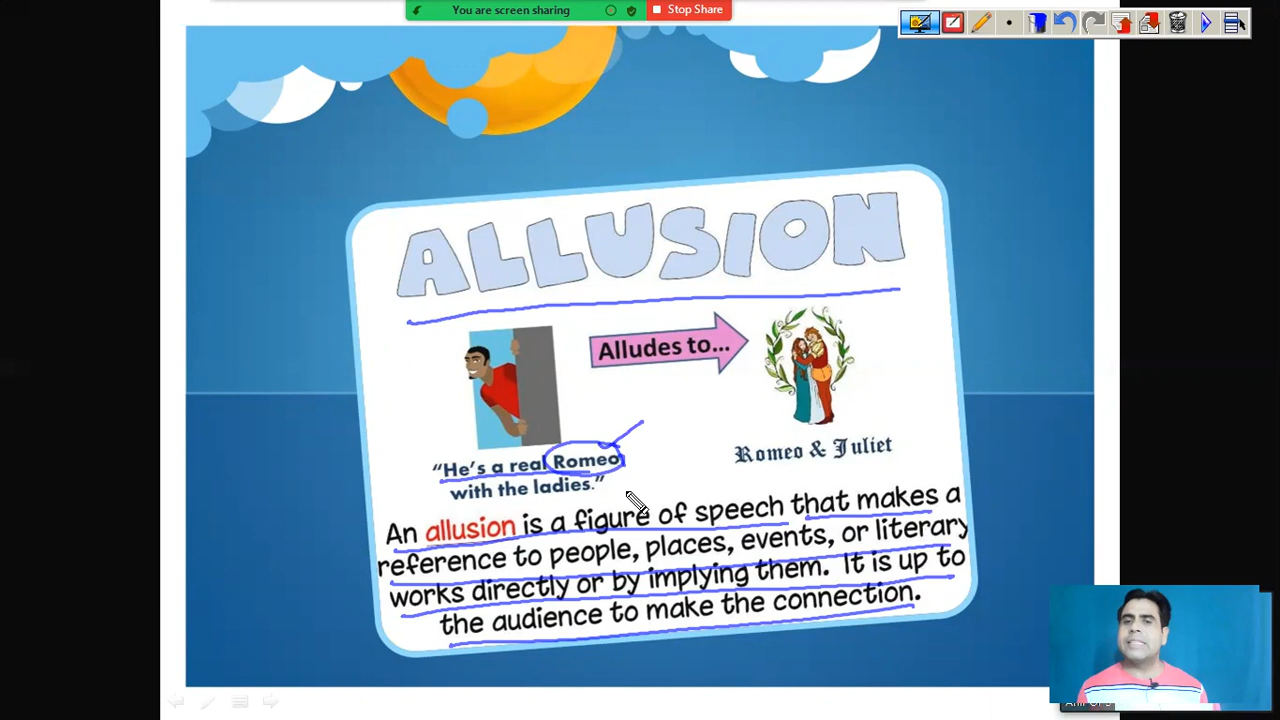 You are screen sharing
Stop Share
ALLUSION
Alludes to...
"He's a real Romeo
with the ladies."
Romeo & Juliet
An allusion is a figure of speech that makes a
reference to people, places, events, or literary
works directly or by implying them. It is up to
the audience to make the connection.